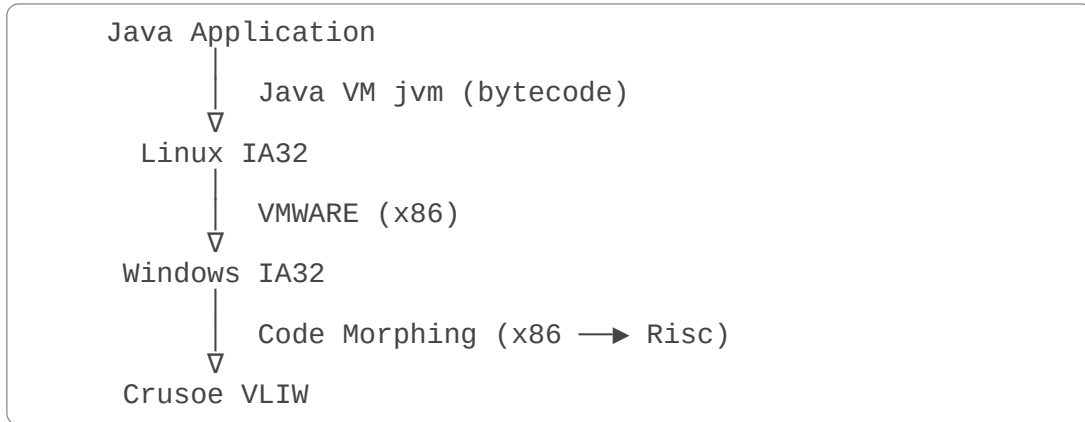 Java Application
Java VM jvm (bytecode)
Linux IA32
VMWARE (x86)
Windows IA32
Code Morphing (x86 ──► Risc)
Crusoe VLIW